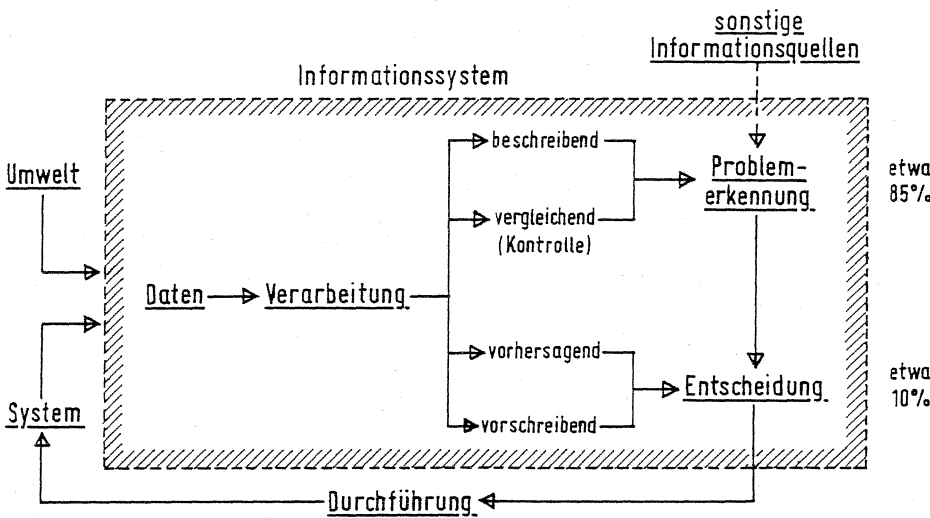 sonstige
Informationsquellen
Informationssystem
Umwelt
beschreibend
Problem-
erkennung
etwa
85%
vergleichend
(Kontrolle)
Daten
Verarbeitung
vorhersagend
Entscheidung
etwa
10%
System
vorschreibend
Durchführung